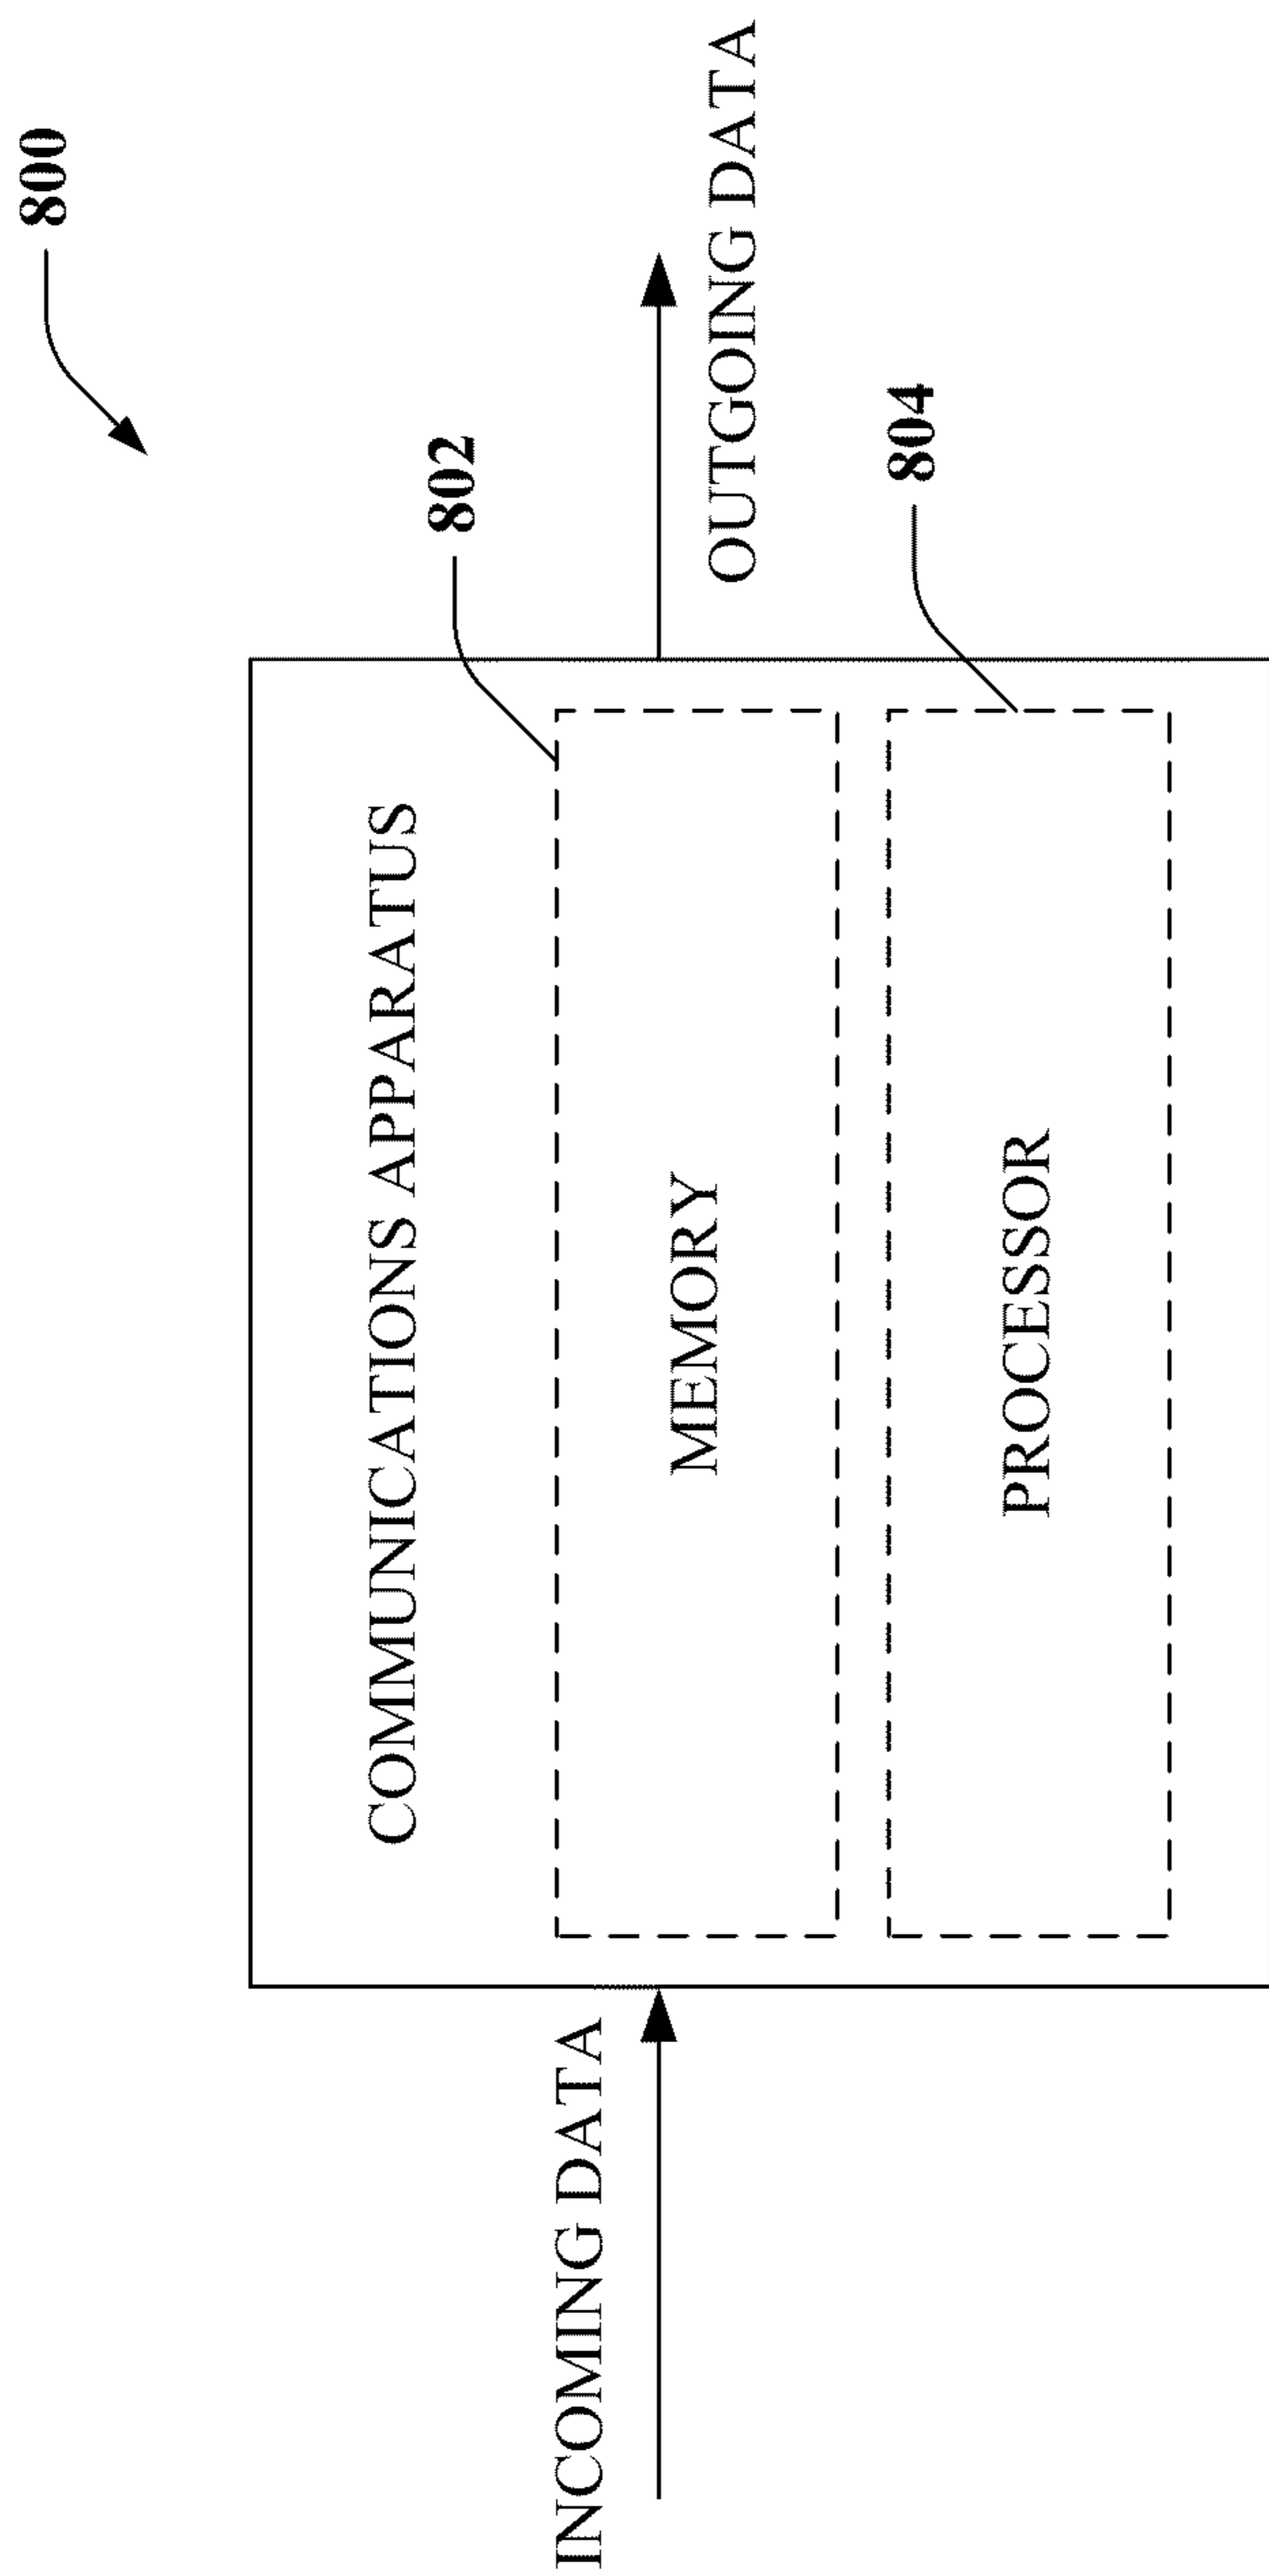 800
802
COMMUNICATIONS APPARATUS
INCOMING DATA
MEMORY
OUTGOING DATA
804
PROCESSOR